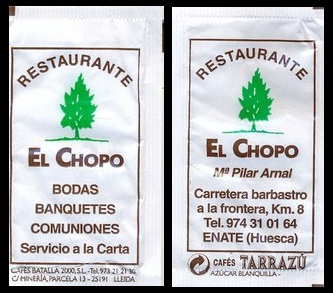 RESTAURANTE
EL CHOPO
BODAS
BANQUETES
COMUNIONES
Servicio a la Carta
CAFES BATALLA 2000, S.L. - Tel. 973 21 21 36
C/ MINERIA, PARCELA 13 - 25191 LLEIDA
RESTAURANTE
EL CHOPO
Mª Pilar Arnal
Carretera barbastro
a la frontera, Km. 8
Tel. 974 31 01 64
ENATE (Huesca)
CAFÉS TARRAZÚ
AZÚCAR BLANQUILLA